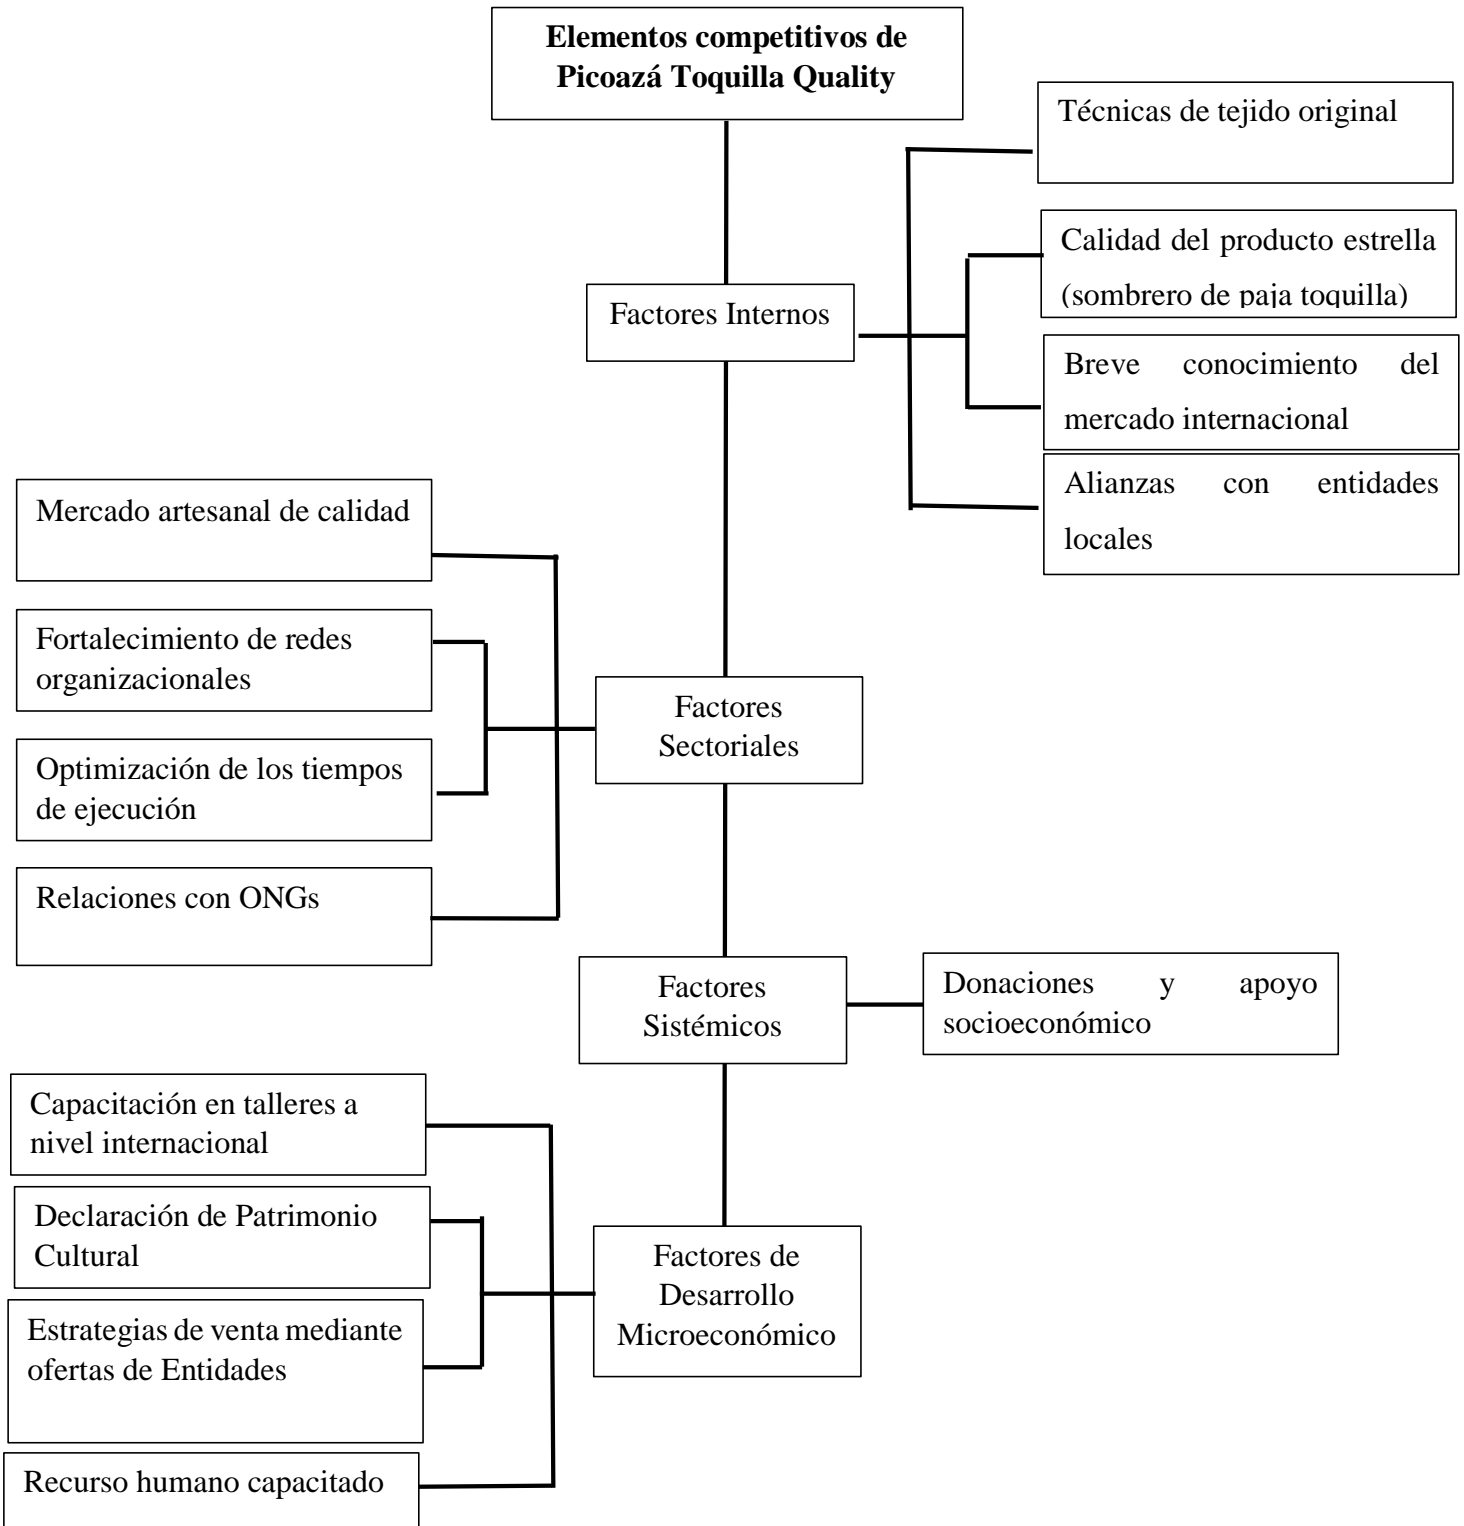 Elementos competitivos de
Picoazá Toquilla Quality
Técnicas de tejido original
Calidad del producto estrella
(sombrero de paja toquilla)
Factores Internos
Breve conocimiento del
mercado internacional
Alianzas con entidades
locales
Mercado artesanal de calidad
Fortalecimiento de redes
organizacionales
Factores
Sectoriales
Optimización de los tiempos
de ejecución
Relaciones con ONGs
Factores
Sistémicos
Donaciones y apoyo
socioeconómico
Capacitación en talleres a
nivel internacional
Declaración de Patrimonio
Cultural
Factores de
Desarrollo
Microeconómico
Estrategias de venta mediante
ofertas de Entidades
Recurso humano capacitado